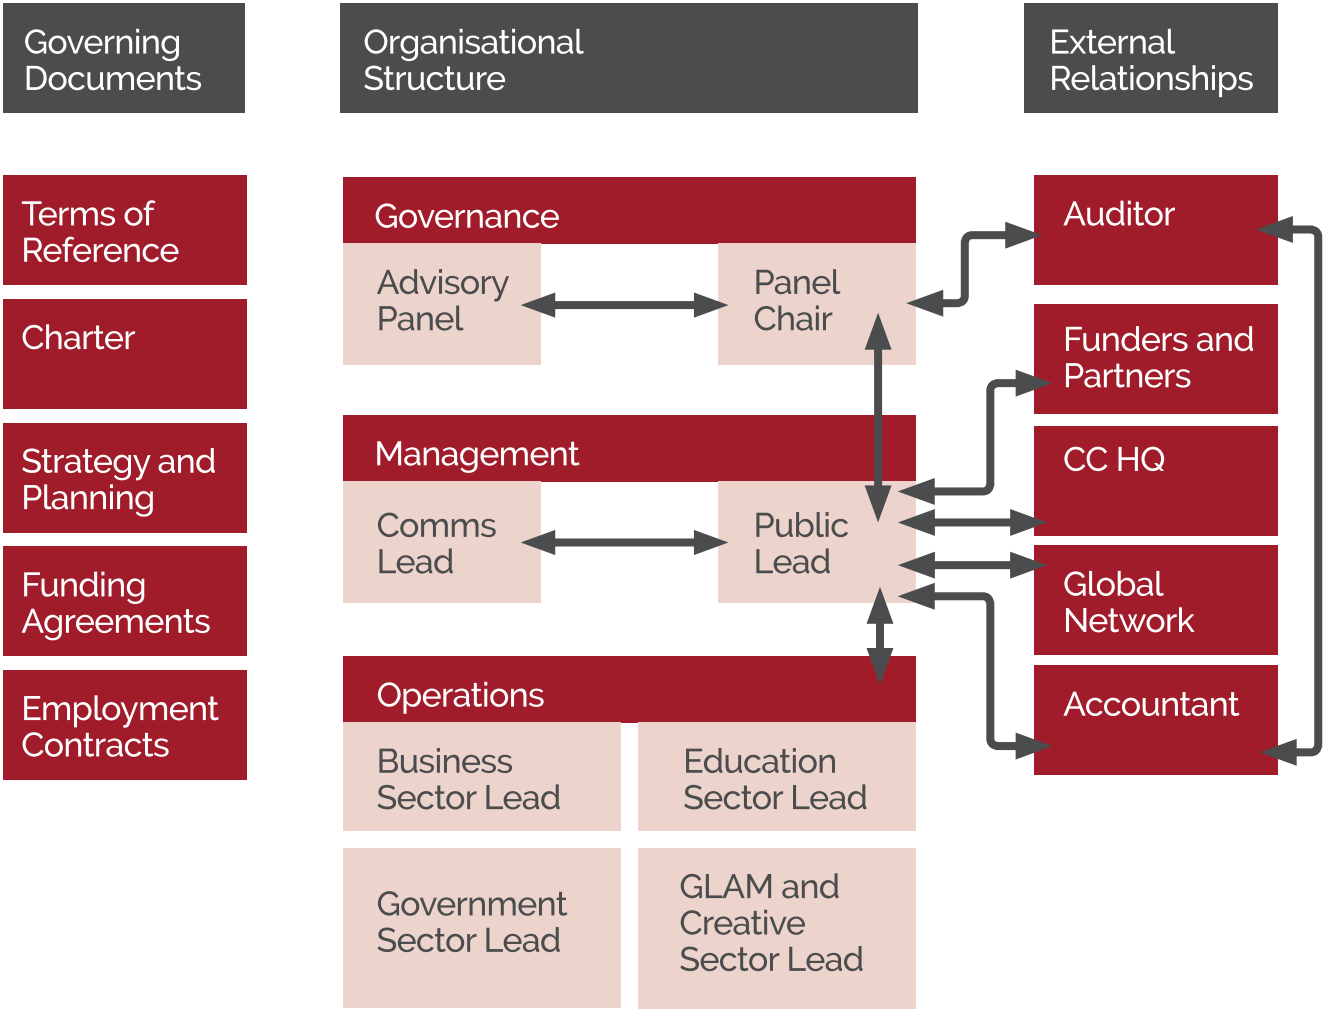 Governing
Documents
Organisational
Structure
External
Relationships
Terms of
Reference
Charter
Strategy and
Planning
Funding
Agreements
Employment
Contracts
Governance
Advisory
Panel
Panel
Chair
Management
Comms
Lead
Public
Lead
Operations
Business
Sector Lead
Education
Sector Lead
Government
Sector Lead
GLAM and
Creative
Sector Lead
Auditor
Funders and
Partners
CC HQ
Global
Network
Accountant